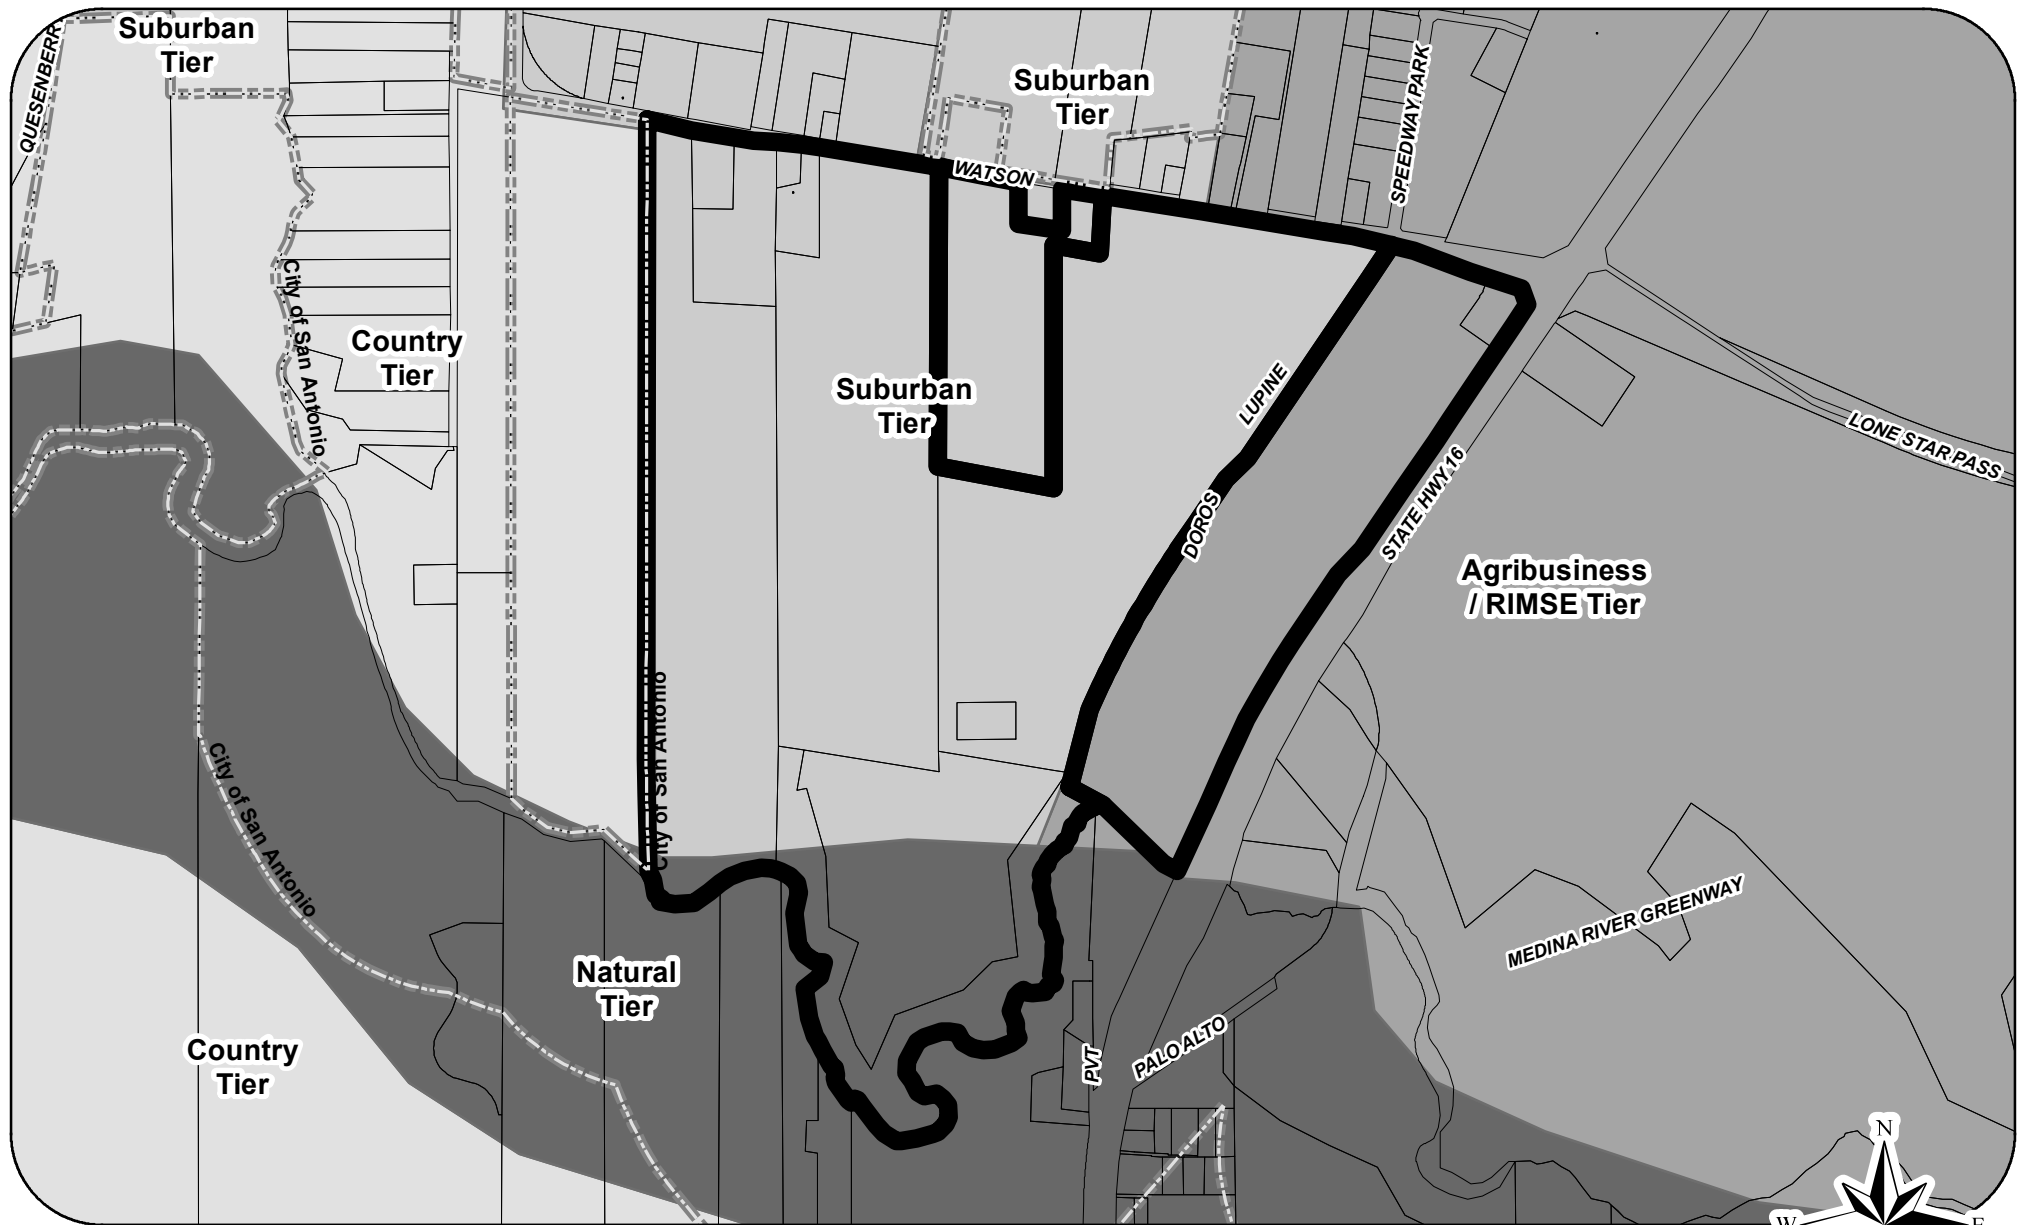 QUESENBERR
Suburban
Tier
Suburban
Tier
SPEEDWAY PARK
WATSON
City of San Antonio
Country
Tier
Suburban
Tier
LUPINE
DOROS
STATE HWY 16
LONE STAR PASS
Agribusiness
/ RIMSE Tier
City of San Antonio
City of San Antonio
MEDINA RIVER GREENWAY
Natural
Tier
Country
Tier
PVT
PALO ALTO
N
W
E